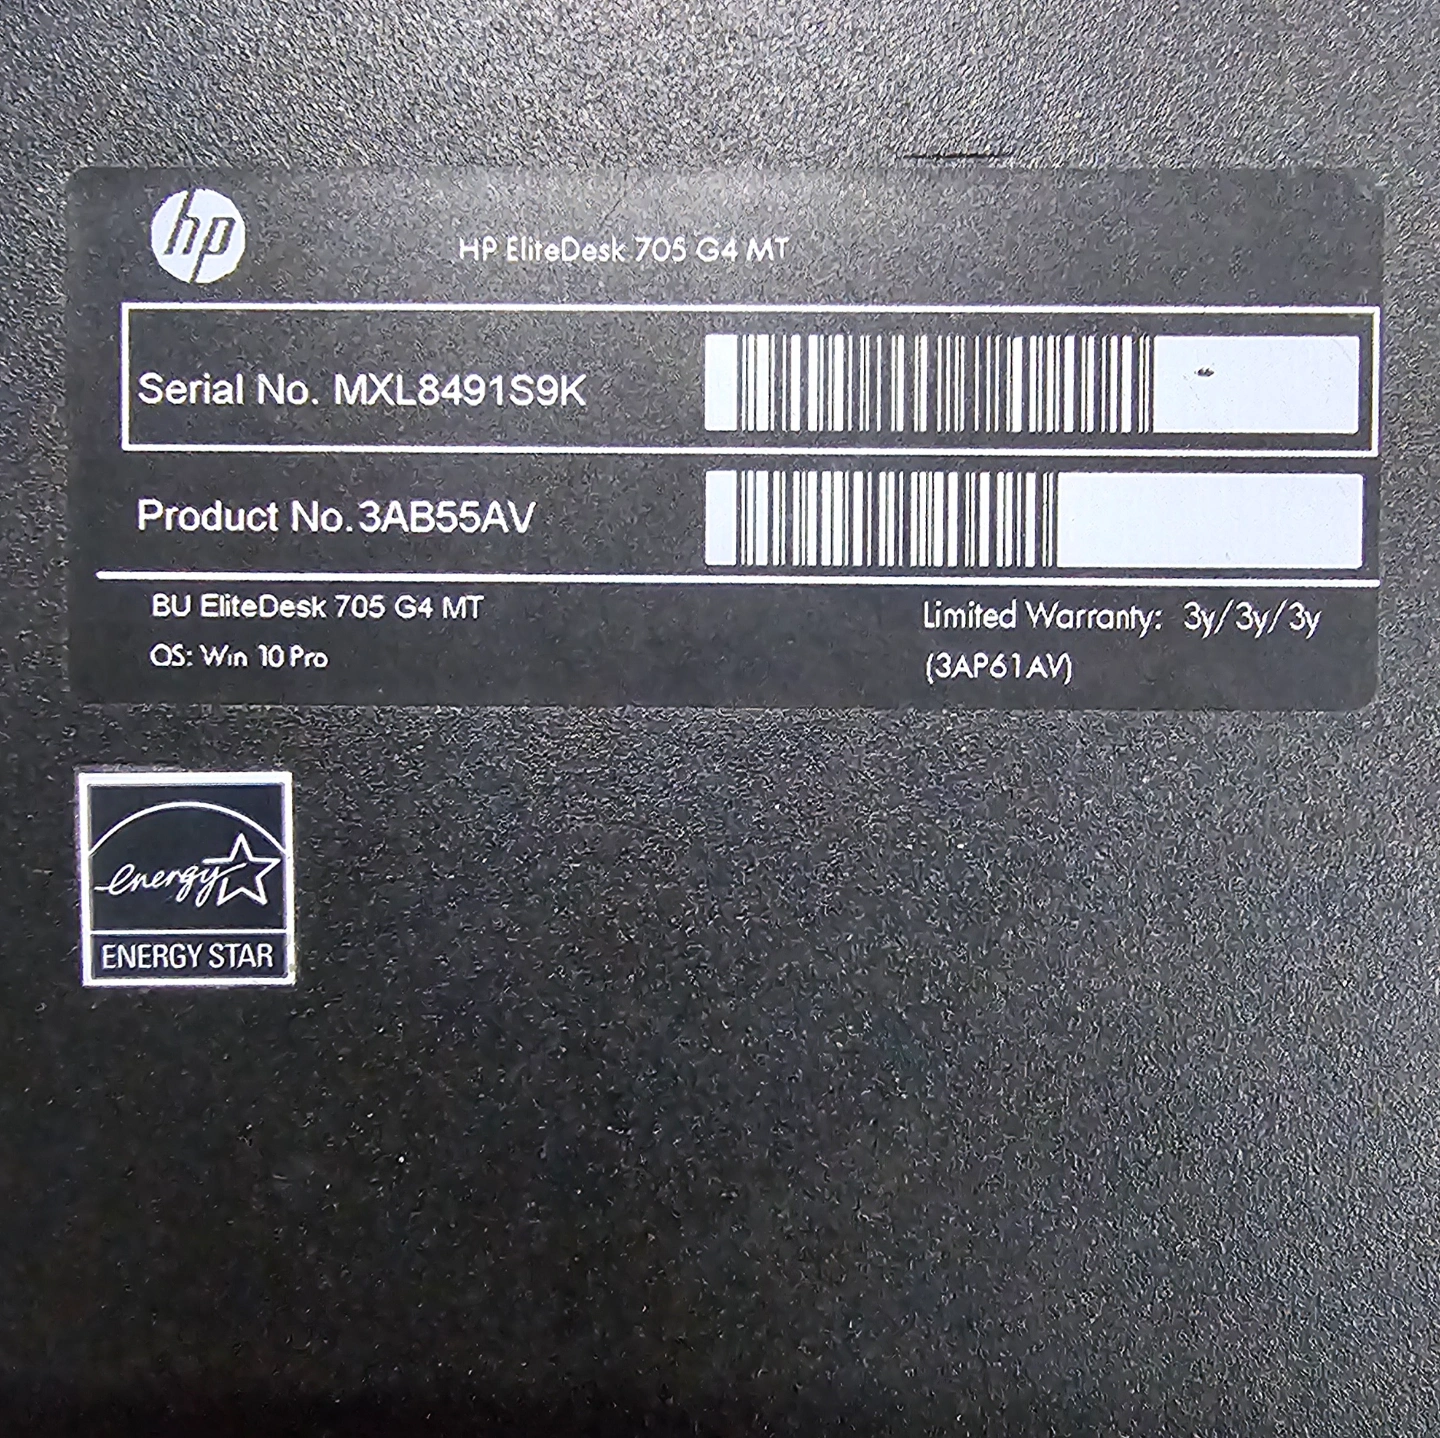 hp
HP EliteDesk 705 G4 MT
Serial No. MXL8491S9K
Product No. 3AB55AV
BU EliteDesk 705 G4 MT
Limited Warranty: 3y/3y/3y
OS: Win 10 Pro
(3AP61AV)
energy
ENERGY STAR